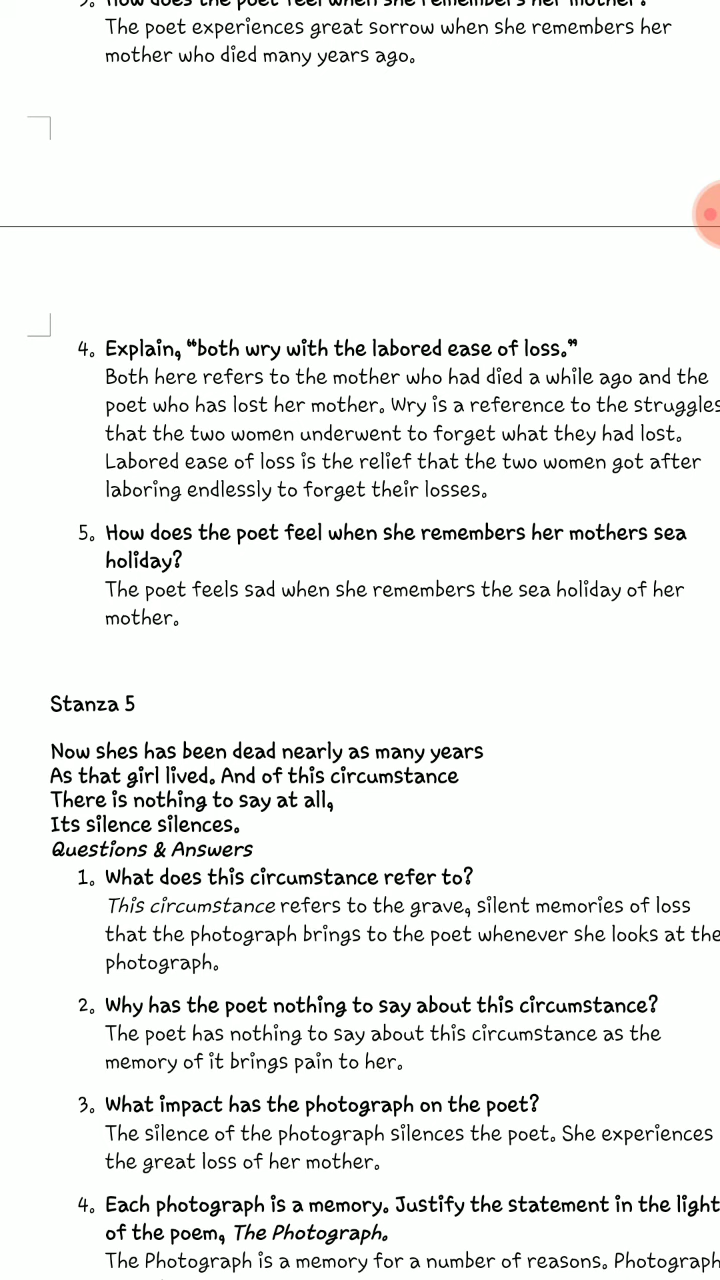 3. How does the poet feel when she remembers her mother?
The poet experiences great sorrow when she remembers her
mother who died many years ago.
4. Explain, “both wry with the labored ease of loss.”
Both here refers to the mother who had died a while ago and the
poet who has lost her mother. Wry is a reference to the struggles
that the two women underwent to forget what they had lost.
Labored ease of loss is the relief that the two women got after
laboring endlessly to forget their losses.
5. How does the poet feel when she remembers her mothers sea
holiday?
The poet feels sad when she remembers the sea holiday of her
mother.
Stanza 5
Now shes has been dead nearly as many years
As that girl lived. And of this circumstance
There is nothing to say at all,
Its silence silences.
Questions & Answers
1. What does this circumstance refer to?
This circumstance refers to the grave, silent memories of loss
that the photograph brings to the poet whenever she looks at the
photograph.
2. Why has the poet nothing to say about this circumstance?
The poet has nothing to say about this circumstance as the
memory of it brings pain to her.
3. What impact has the photograph on the poet?
The silence of the photograph silences the poet. She experiences
the great loss of her mother.
4. Each photograph is a memory. Justify the statement in the light
of the poem, The Photograph.
The Photograph is a memory for a number of reasons. Photograph